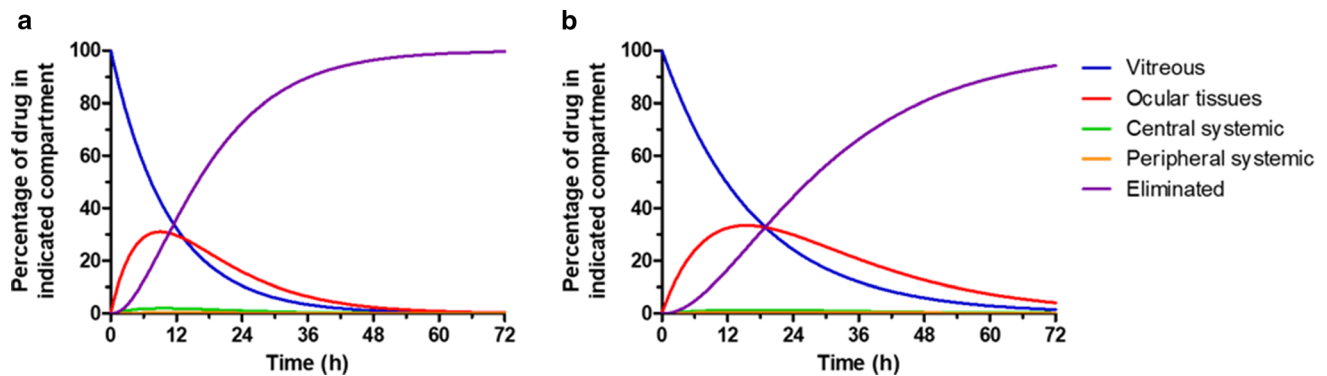 a
Percentage of drug in
indicated compartment
100
80
60
40
20
0
0 12 24 36 48 60 72
Time (h)
b
Percentage of drug in
indicated compartment
100
80
60
40
20
0
0 12 24 36 48 60 72
Time (h)
Vitreous
Ocular tissues
Central systemic
Peripheral systemic
Eliminated